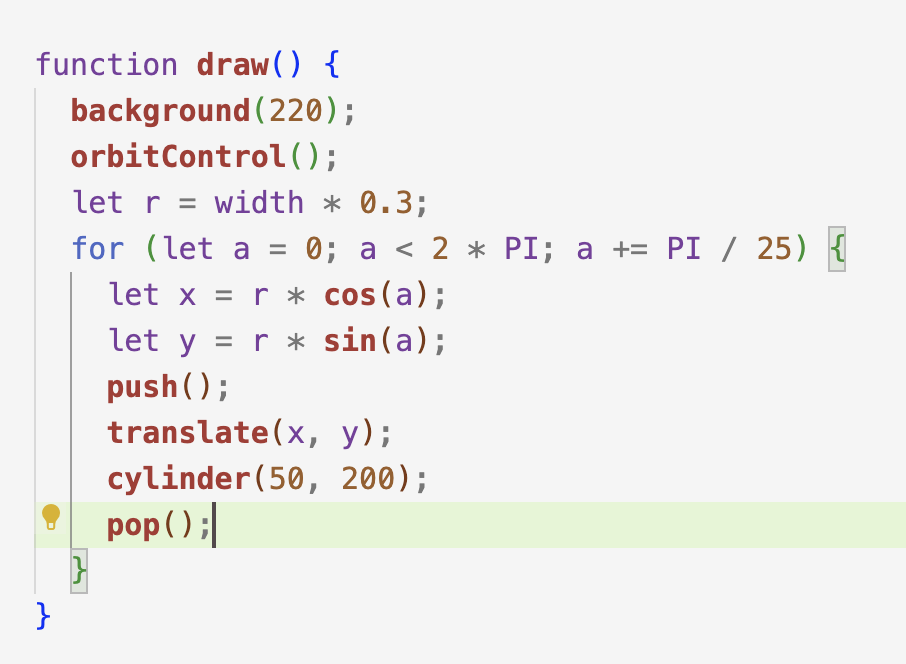 function draw() {
  background(220);
  orbitControl();
  let r = width * 0.3;
  for (let a = 0; a < 2 * PI; a += PI / 25) {
    let x = r * cos(a);
    let y = r * sin(a);
    push();
    translate(x, y);
    cylinder(50, 200);
    pop();
  }
}